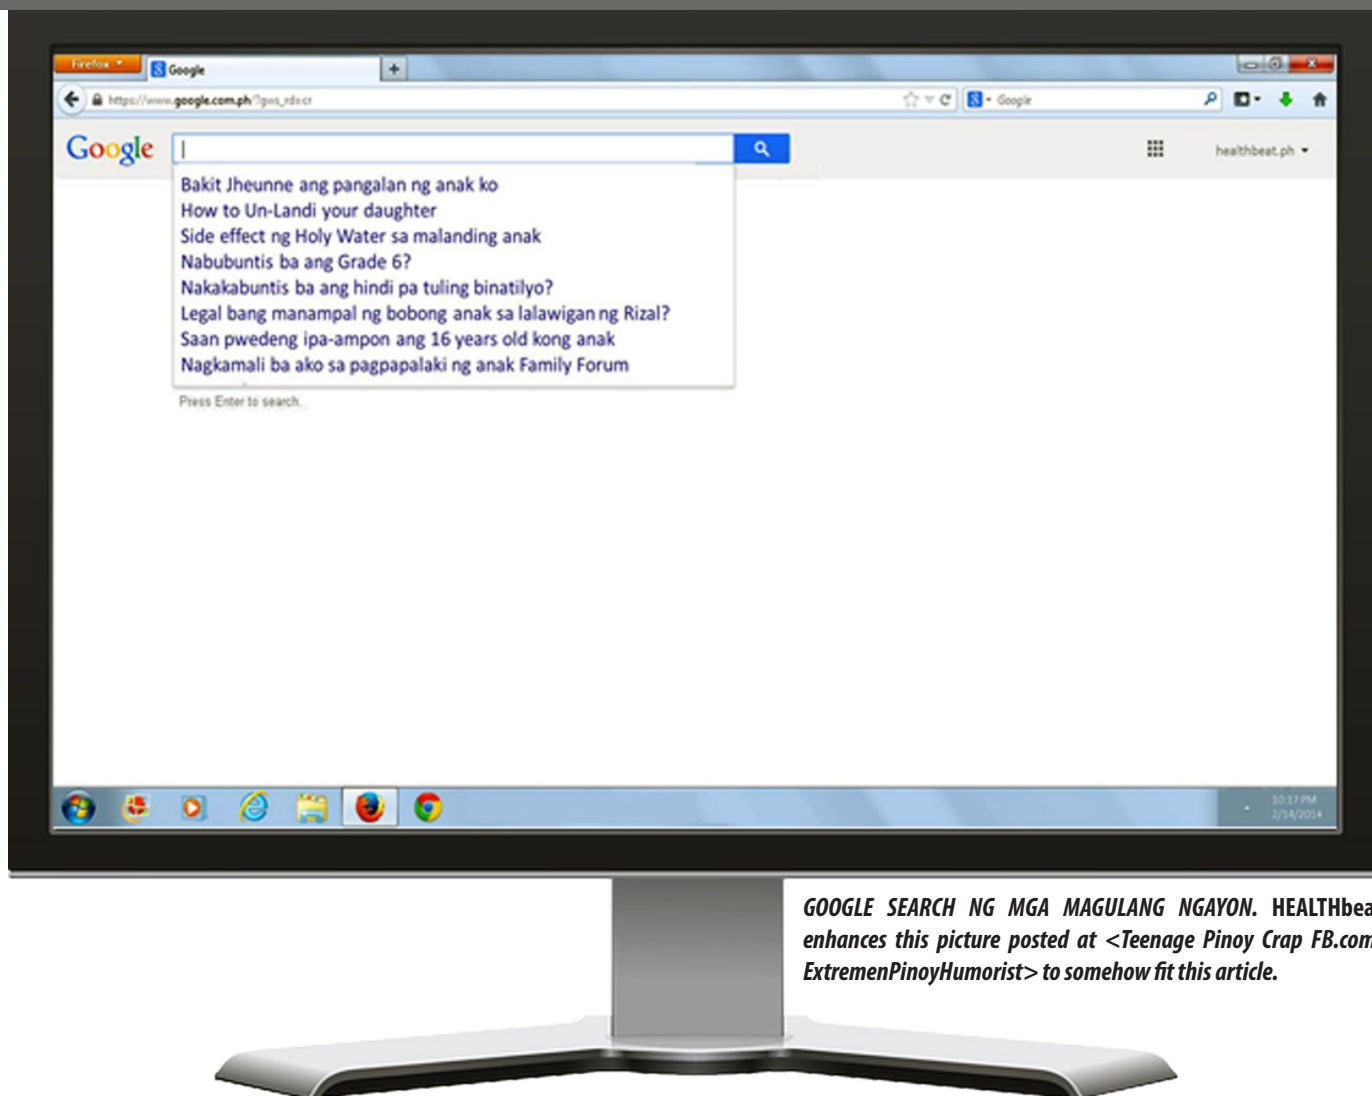 Firefox
Google
https://www.google.com.ph/?gws_rd=cr
Google
Google
healthbeat.ph
Bakit Jheunne ang pangalan ng anak ko
How to Un-Landi your daughter
Side effect ng Holy Water sa malanding anak
Nabubuntis ba ang Grade 6?
Nakakabuntis ba ang hindi pa tuling binatilyo?
Legal bang manampal ng bobong anak sa lalawigan ng Rizal?
Saan pwedeng ipa-ampon ang 16 years old kong anak
Nagkamali ba ako sa pagpapalaki ng anak Family Forum
Press Enter to search.
10:17 PM
2/14/2014
GOOGLE SEARCH NG MGA MAGULANG NGAYON. HEALTHbea
enhances this picture posted at <Teenage Pinoy Crap FB.com
ExtremenPinoyHumorist> to somehow fit this article.